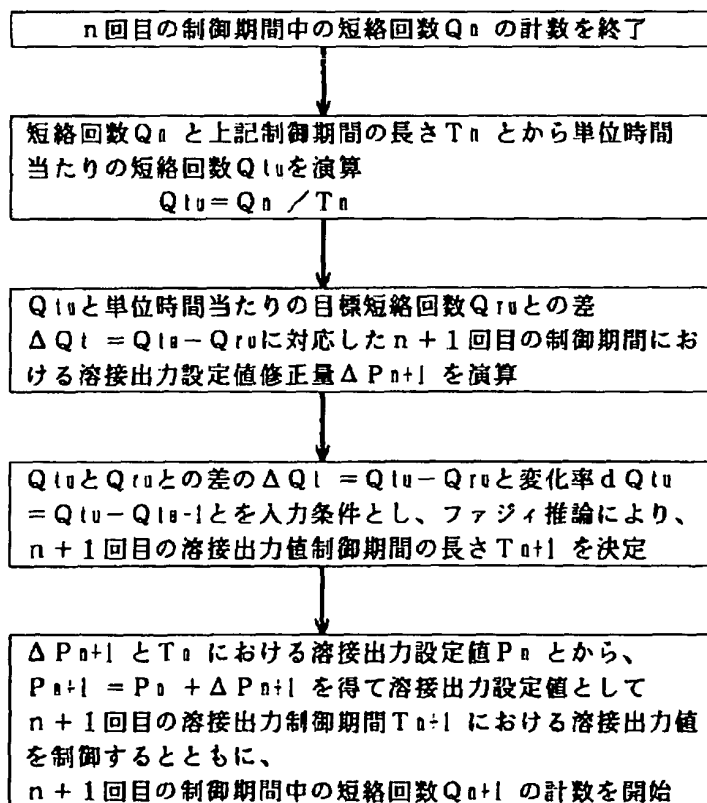 n回目の制御期間中の短絡回数Qn の計数を終了
短絡回数Qn と上記制御期間の長さTn とから単位時間
当たりの短絡回数Qtuを演算
Qtu=Qn /Tn
Qtuと単位時間当たりの目標短絡回数Qruとの差
ΔQt =Qtu-Qruに対応したn+1回目の制御期間にお
ける溶接出力設定値修正量ΔPn+1 を演算
QtuとQruとの差のΔQt =Qtu-Qruと変化率dQtu
=Qtu-Qtu-1とを入力条件とし、ファジィ推論により、
n+1回目の溶接出力値制御期間の長さTn+1 を決定
ΔPn+1 とTn における溶接出力設定値Pn とから、
Pn+1 =Pn +ΔPn+1 を得て溶接出力設定値として
n+1回目の溶接出力制御期間Tn+1 における溶接出力値
を制御するとともに、
n+1回目の制御期間中の短絡回数Qn+1 の計数を開始